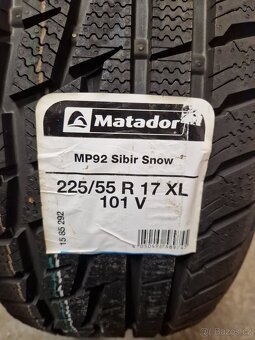 Matador
MP92 Sibir Snow
225/55 R 17 XL
101 V
15 85 292